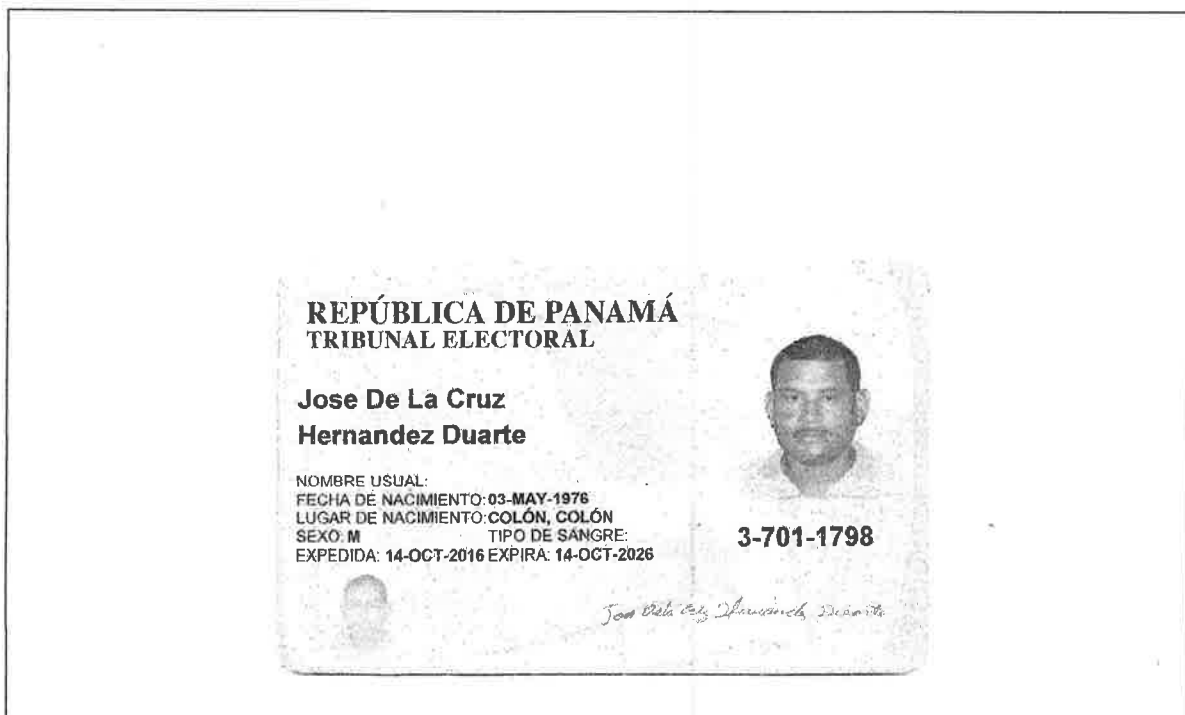 REPÚBLICA DE PANAMÁ
TRIBUNAL ELECTORAL
Jose De La Cruz
Hernandez Duarte
NOMBRE USUAL:
FECHA DE NACIMIENTO: 03-MAY-1976
LUGAR DE NACIMIENTO: COLÓN, COLÓN
SEXO: M TIPO DE SANGRE:
EXPEDIDA: 14-OCT-2016 EXPIRA: 14-OCT-2026
3-701-1798
Hernández Duarte